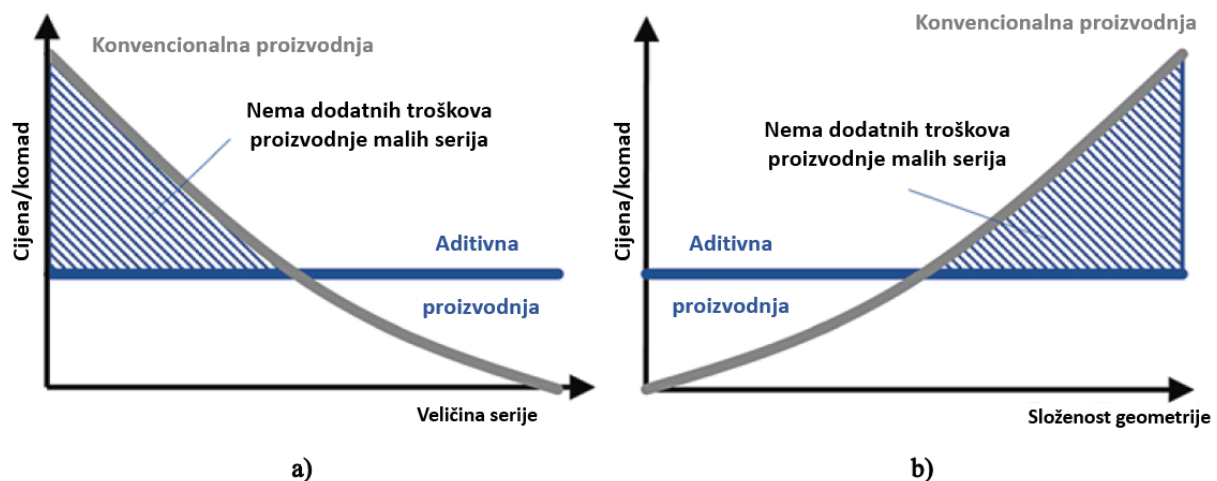 Konvencionalna proizvodnja
Nema dodatnih troškova
proizvodnje malih serija
Cijena/komad
Aditivna
proizvodnja
Veličina serije
a)
Konvencionalna proizvodnja
Nema dodatnih troškova
proizvodnje malih serija
Cijena/komad
Aditivna
proizvodnja
Složenost geometrije
b)